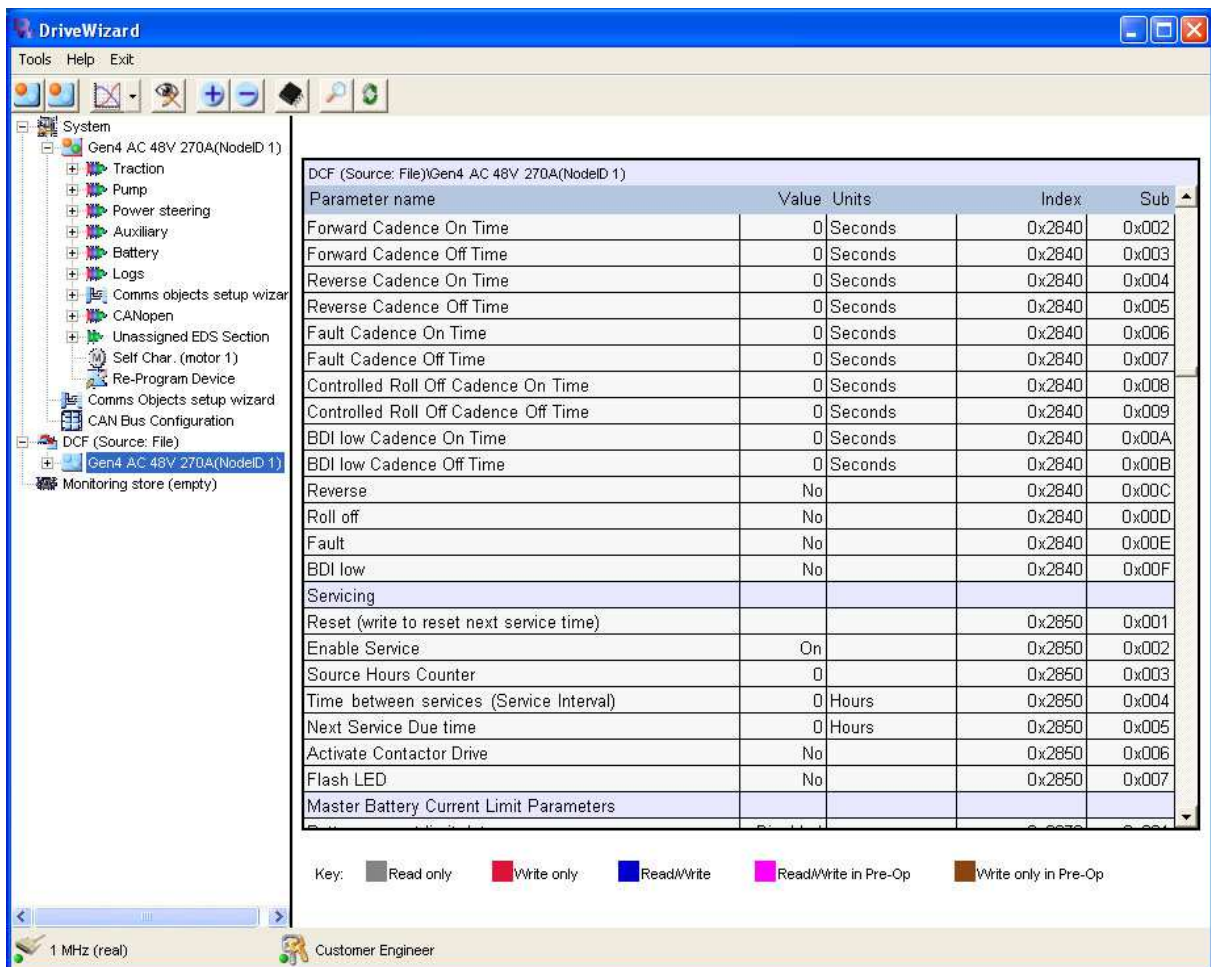 DriveWizard
Tools Help Exit
System
Gen4 AC 48V 270A(NodeID 1)
Traction
Pump
Power steering
Auxiliary
Battery
Logs
Comms objects setup wizar
CANopen
Unassigned EDS Section
Self Char. (motor 1)
Re-Program Device
Comms Objects setup wizard
CAN Bus Configuration
DCF (Source: File)
Gen4 AC 48V 270A(NodeID 1)
Monitoring store (empty)
DCF (Source: File)\Gen4 AC 48V 270A(NodeID 1)
Parameter name Value Units Index Sub
Forward Cadence On Time 0 Seconds 0x2840 0x002
Forward Cadence Off Time 0 Seconds 0x2840 0x003
Reverse Cadence On Time 0 Seconds 0x2840 0x004
Reverse Cadence Off Time 0 Seconds 0x2840 0x005
Fault Cadence On Time 0 Seconds 0x2840 0x006
Fault Cadence Off Time 0 Seconds 0x2840 0x007
Controlled Roll Off Cadence On Time 0 Seconds 0x2840 0x008
Controlled Roll Off Cadence Off Time 0 Seconds 0x2840 0x009
BDI low Cadence On Time 0 Seconds 0x2840 0x00A
BDI low Cadence Off Time 0 Seconds 0x2840 0x00B
Reverse No 0x2840 0x00C
Roll off No 0x2840 0x00D
Fault No 0x2840 0x00E
BDI low No 0x2840 0x00F
Servicing
Reset (write to reset next service time) 0x2850 0x001
Enable Service On 0x2850 0x002
Source Hours Counter 0 0x2850 0x003
Time between services (Service Interval) 0 Hours 0x2850 0x004
Next Service Due time 0 Hours 0x2850 0x005
Activate Contactor Drive No 0x2850 0x006
Flash LED No 0x2850 0x007
Master Battery Current Limit Parameters
Key: Read only Write only Read/Write Read/Write in Pre-Op Write only in Pre-Op
1 MHz (real) Customer Engineer